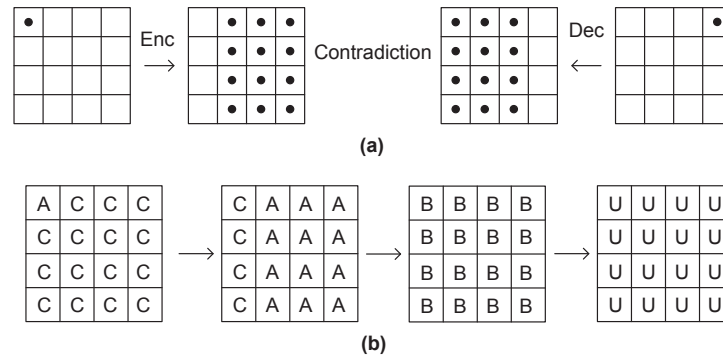 Enc
Contradiction
Dec
(a)
A C C C
C C C C
C C C C
C C C C
C A A A
C A A A
C A A A
C A A A
B B B B
B B B B
B B B B
B B B B
U U U U
U U U U
U U U U
U U U U
(b)